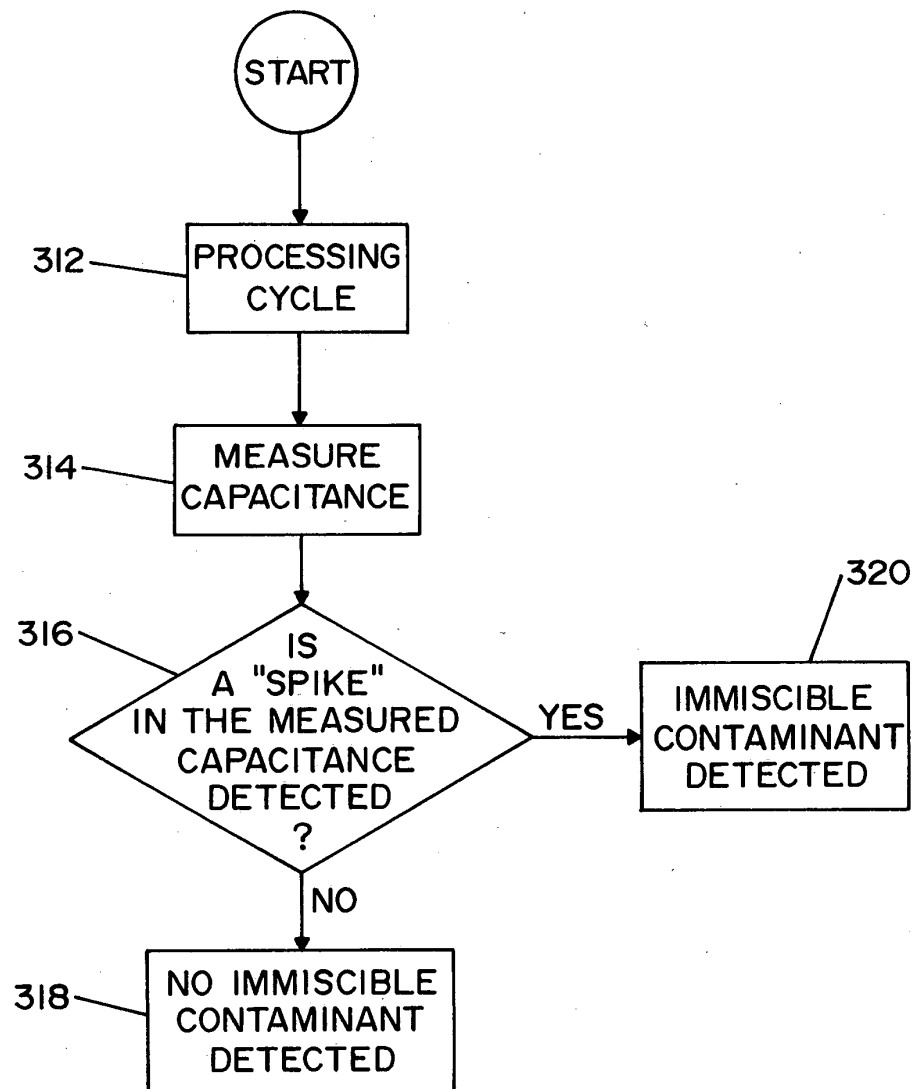 START
312
PROCESSING
CYCLE
314
MEASURE
CAPACITANCE
316
IS
A "SPIKE"
IN THE MEASURED
CAPACITANCE
DETECTED
?
YES
320
IMMISCIBLE
CONTAMINANT
DETECTED
NO
318
NO IMMISCIBLE
CONTAMINANT
DETECTED